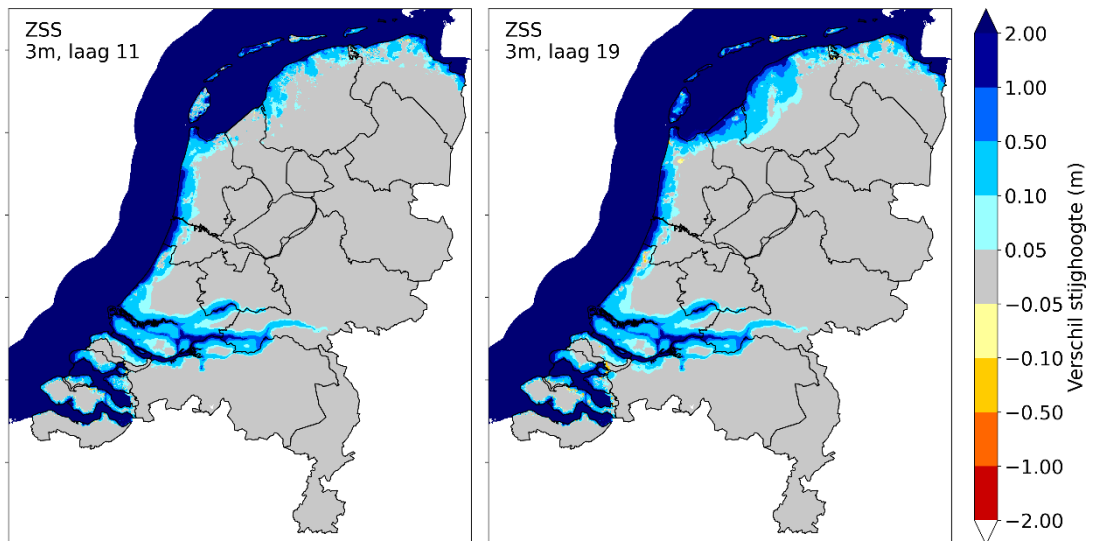 ZSS
3m, laag 11
ZSS
3m, laag 19
2.00
1.00
0.50
0.10
0.05
−0.05
−0.10
−0.50
−1.00
−2.00
Verschil stijghoogte (m)